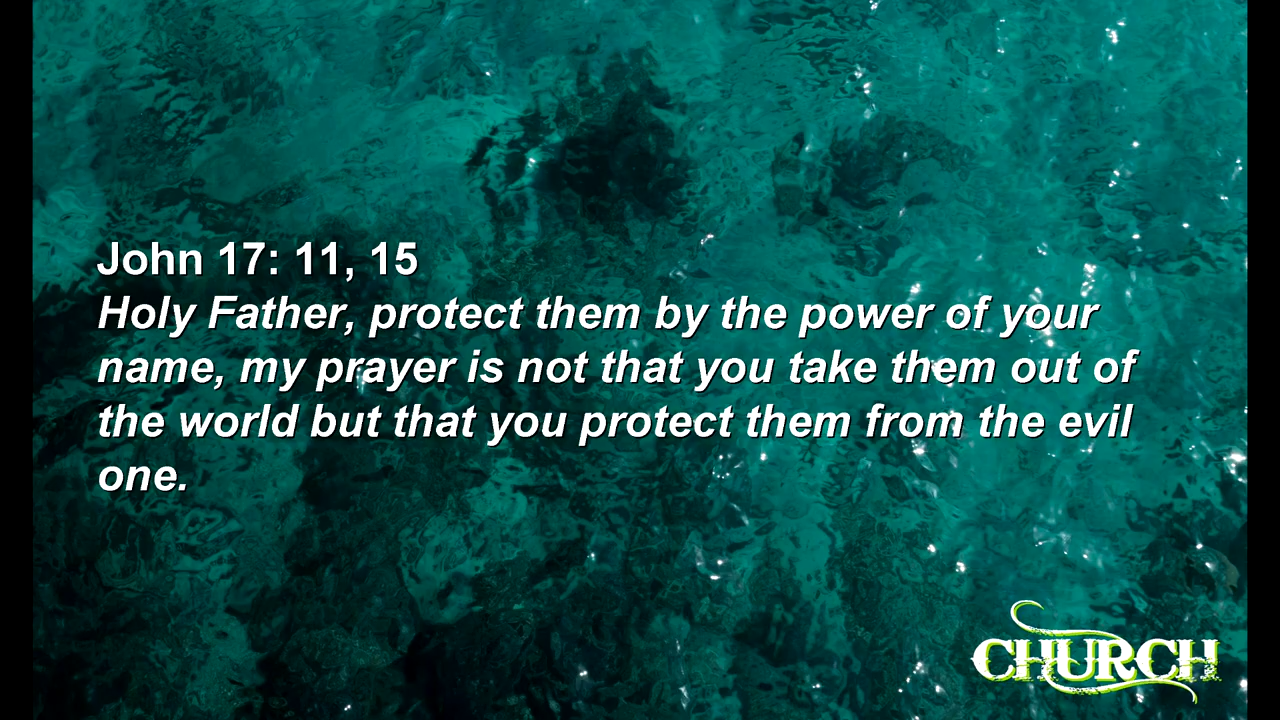 John 17: 11, 15
Holy Father, protect them by the power of your
name, my prayer is not that you take them out of
the world but that you protect them from the evil
one.
CHURCH